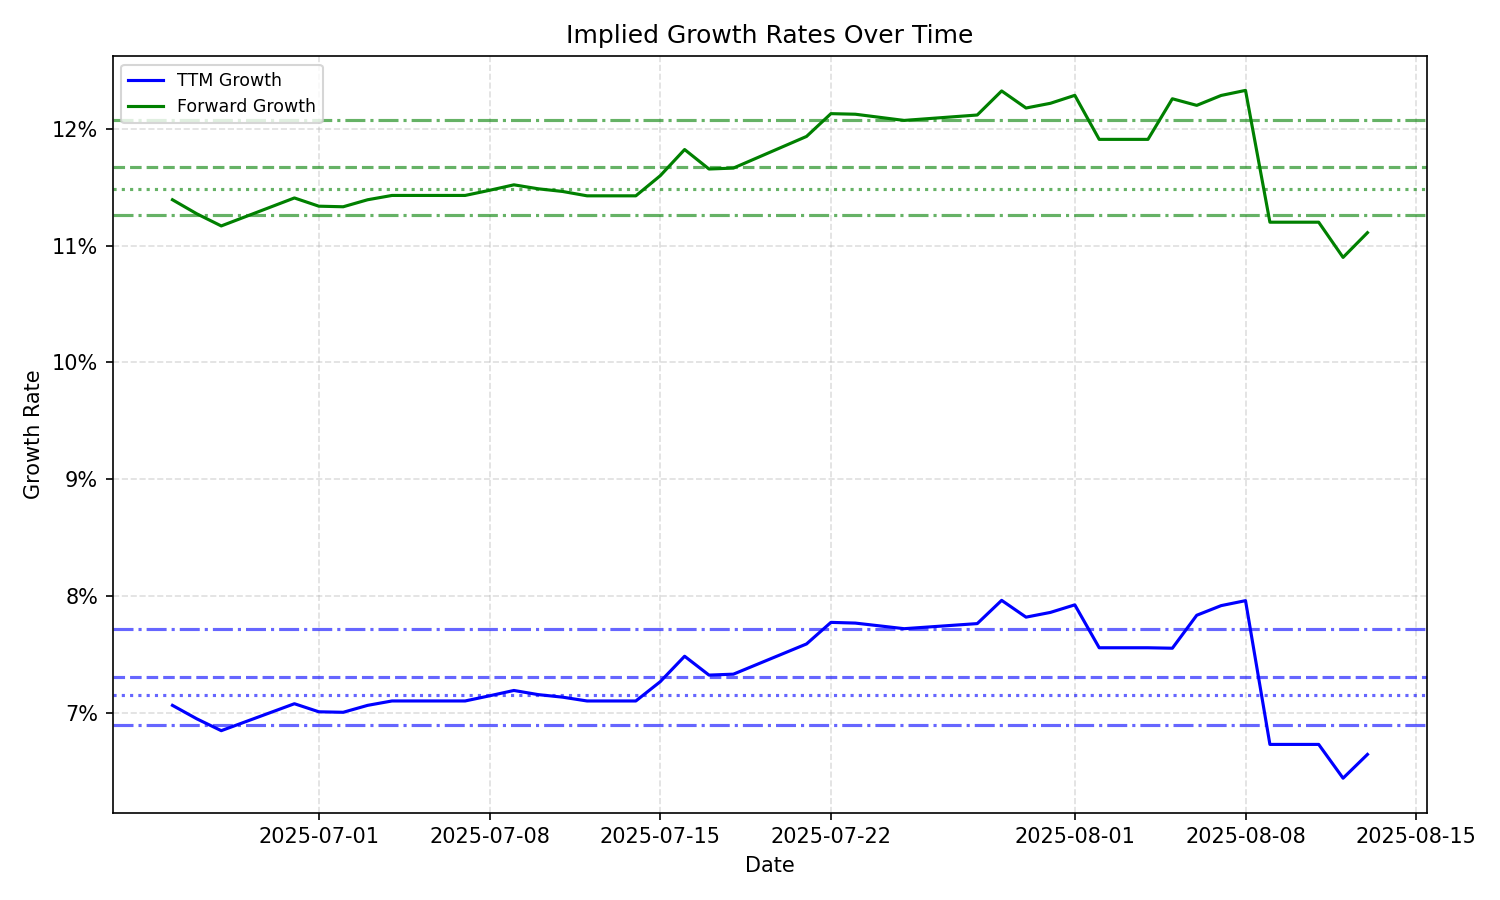 Implied Growth Rates Over Time
TTM Growth
Forward Growth
12%
11%
10%
9%
8%
7%
Growth Rate
2025-07-01 2025-07-08 2025-07-15 2025-07-22 2025-08-01 2025-08-08 2025-08-15
Date